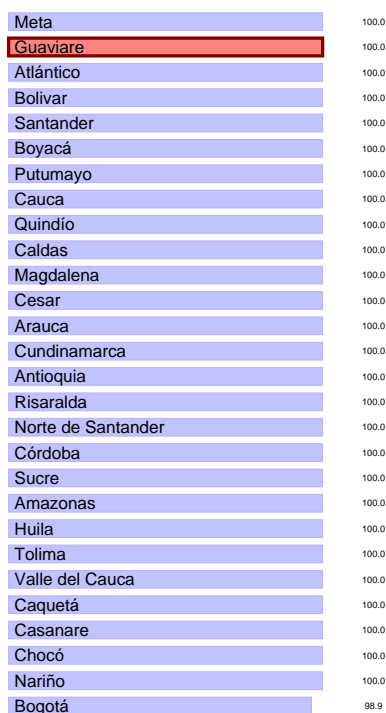 Meta 100.0
Guaviare 100.0
Atlántico 100.0
Bolivar 100.0
Santander 100.0
Boyacá 100.0
Putumayo 100.0
Cauca 100.0
Quindío 100.0
Caldas 100.0
Magdalena 100.0
Cesar 100.0
Arauca 100.0
Cundinamarca 100.0
Antioquia 100.0
Risaralda 100.0
Norte de Santander 100.0
Córdoba 100.0
Sucre 100.0
Amazonas 100.0
Huila 100.0
Tolima 100.0
Valle del Cauca 100.0
Caquetá 100.0
Casanare 100.0
Chocó 100.0
Nariño 100.0
Bogotá 98.9